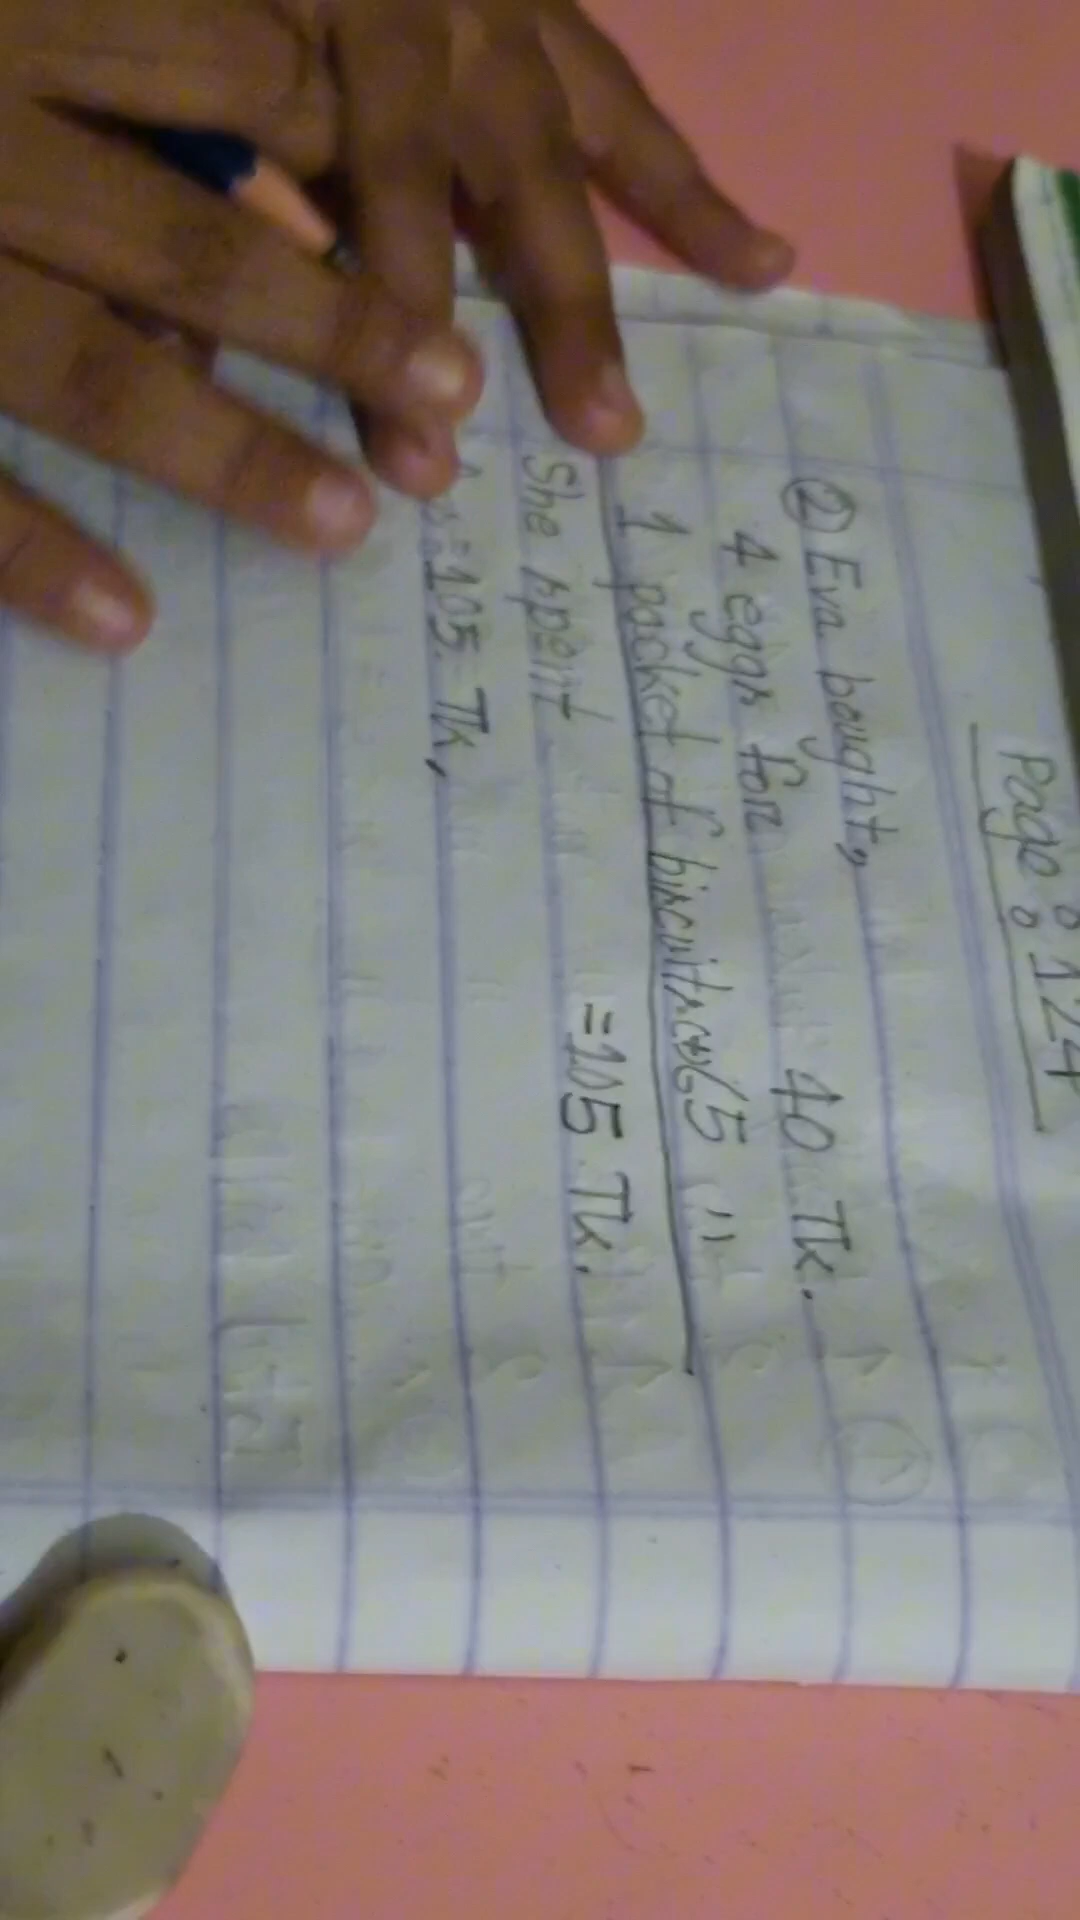 Page : 124
② Eva bought,
4 eggs for 40 Tk.
1 packet of biscuits (+) 65 "
She spent =105 Tk.
Ans: 105 Tk,